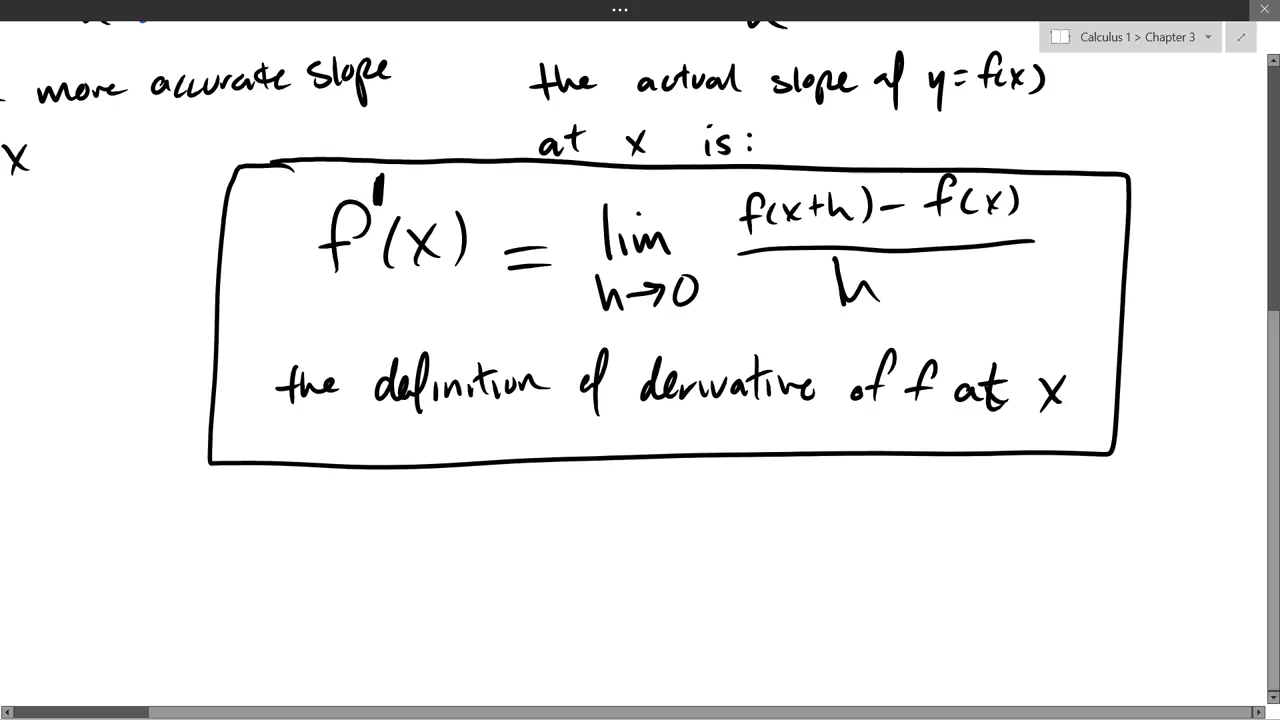 Calculus 1 > Chapter 3
more accurate slope
x
the actual slope of y=f(x)
at x is:
f'(x) = lim h→0 f(x+h) - f(x) / h
the definition of derivative of f at x